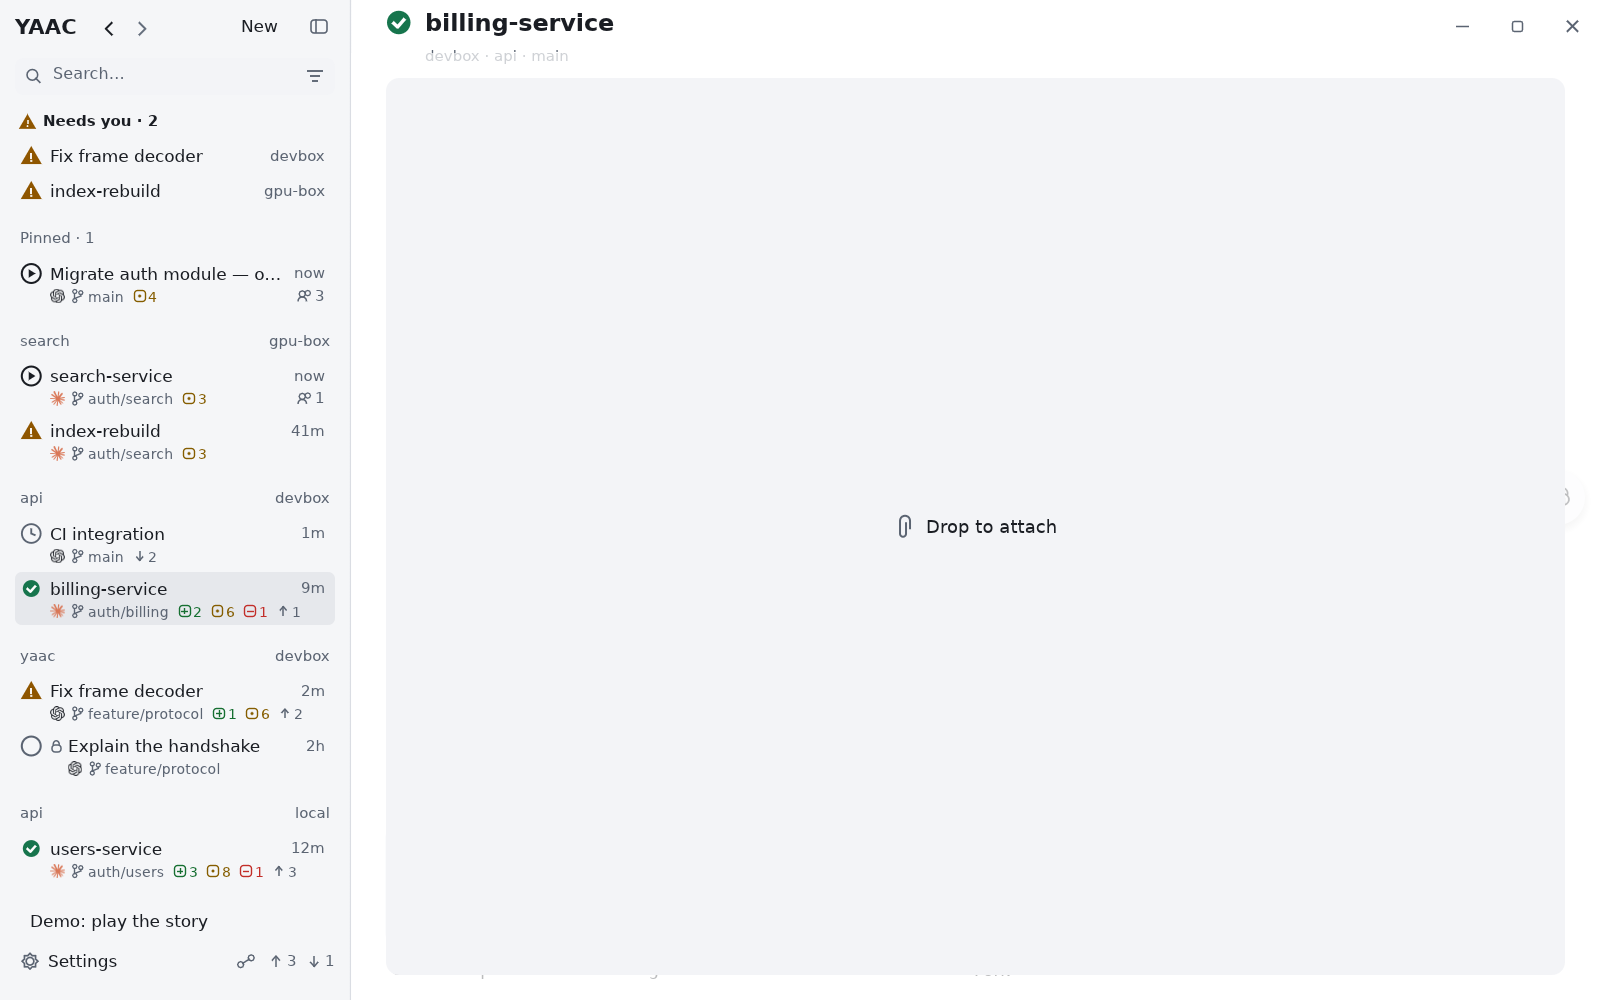 YAAC
New
Search...
Needs you · 2
Fix frame decoder devbox
index-rebuild gpu-box
Pinned · 1
Migrate auth module — o... now
main 4 3
search gpu-box
search-service now
auth/search 3 1
index-rebuild 41m
auth/search 3
api devbox
CI integration 1m
main ↓2
billing-service 9m
auth/billing 2 6 1 ↑1
yaac devbox
Fix frame decoder 2m
feature/protocol 1 6 ↑2
Explain the handshake 2h
feature/protocol
api local
users-service 12m
auth/users 3 8 1 ↑3
Demo: play the story
Settings ↑3 ↓1
billing-service
devbox · api · main
Drop to attach